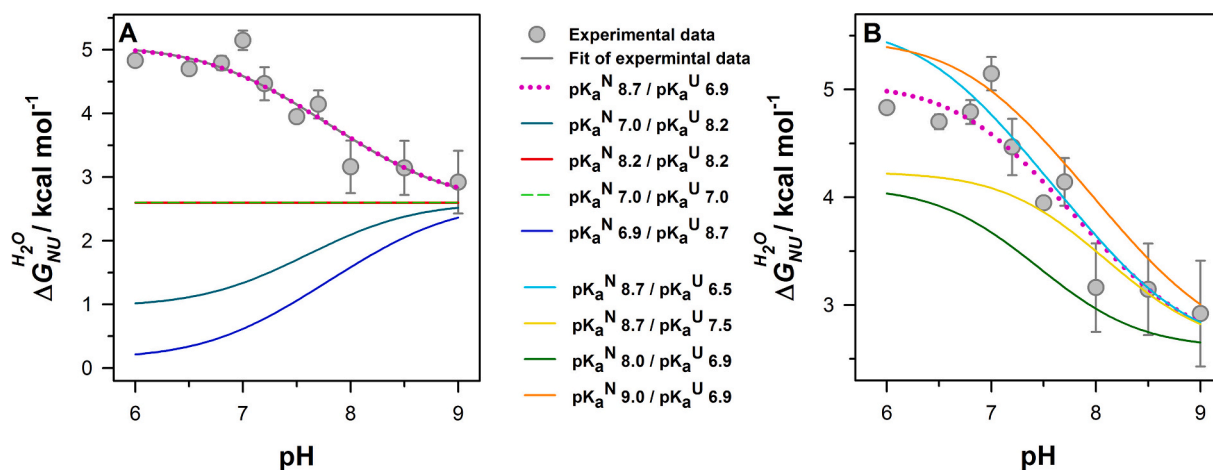 A
5
4
3
2
1
0
6
7
8
9
pH
ΔG_NU^H₂O / kcal mol⁻¹
Experimental data
Fit of expermintal data
pKₐᴺ 8.7 / pKₐᵁ 6.9
pKₐᴺ 7.0 / pKₐᵁ 8.2
pKₐᴺ 8.2 / pKₐᵁ 8.2
pKₐᴺ 7.0 / pKₐᵁ 7.0
pKₐᴺ 6.9 / pKₐᵁ 8.7
pKₐᴺ 8.7 / pKₐᵁ 6.5
pKₐᴺ 8.7 / pKₐᵁ 7.5
pKₐᴺ 8.0 / pKₐᵁ 6.9
pKₐᴺ 9.0 / pKₐᵁ 6.9
B
5
4
3
6
7
8
9
pH
ΔG_NU^H₂O / kcal mol⁻¹